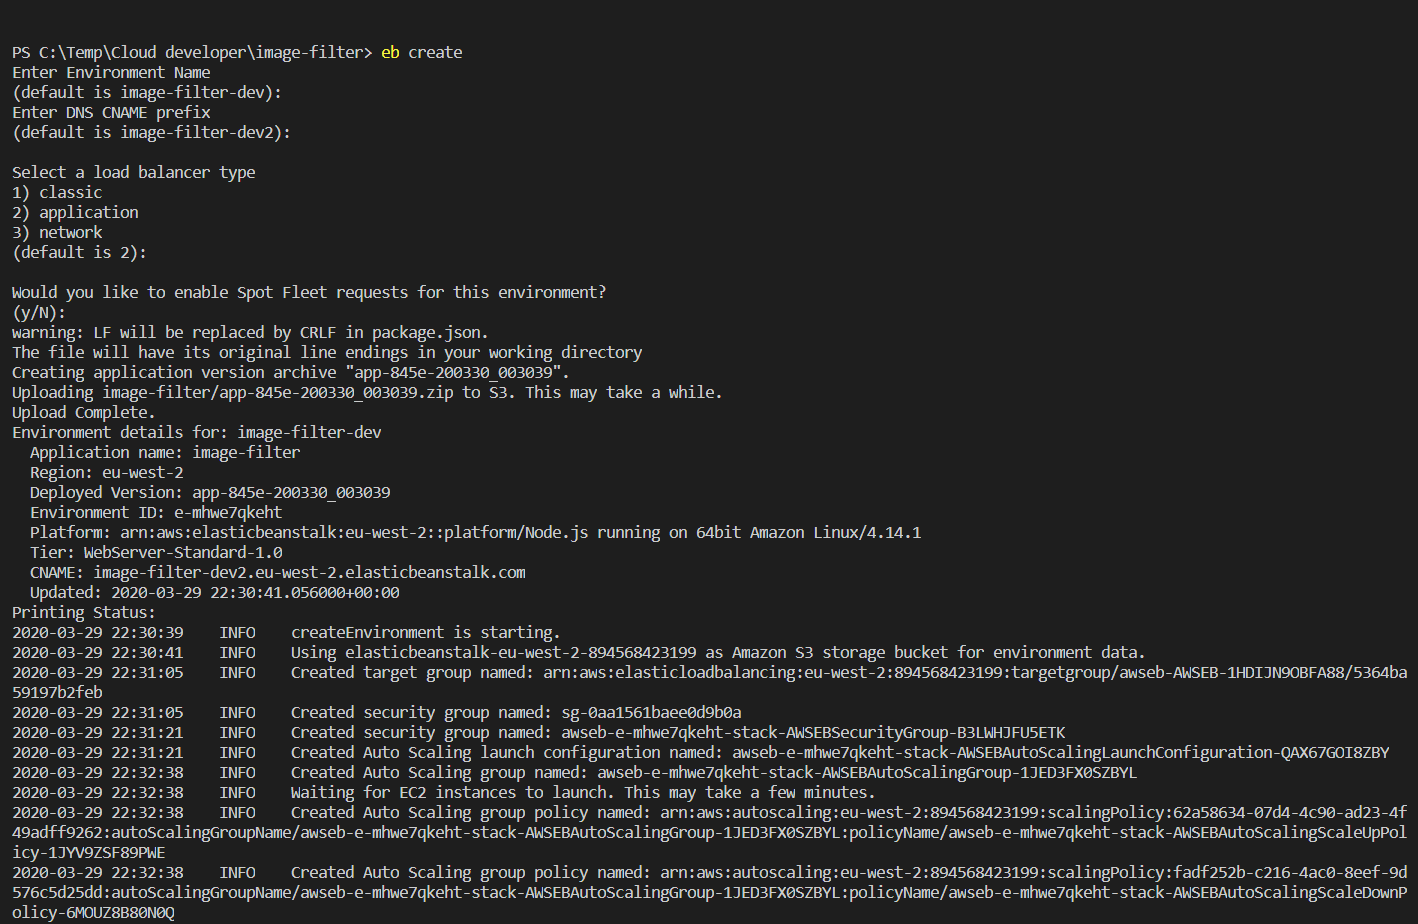 PS C:\Temp\Cloud developer\image-filter> eb create
Enter Environment Name
(default is image-filter-dev):
Enter DNS CNAME prefix
(default is image-filter-dev2):
Select a load balancer type
1) classic
2) application
3) network
(default is 2):
Would you like to enable Spot Fleet requests for this environment?
(y/N):
warning: LF will be replaced by CRLF in package.json.
The file will have its original line endings in your working directory
Creating application version archive "app-845e-200330_003039".
Uploading image-filter/app-845e-200330_003039.zip to S3. This may take a while.
Upload Complete.
Environment details for: image-filter-dev
  Application name: image-filter
  Region: eu-west-2
  Deployed Version: app-845e-200330_003039
  Environment ID: e-mhwe7qkeht
  Platform: arn:aws:elasticbeanstalk:eu-west-2::platform/Node.js running on 64bit Amazon Linux/4.14.1
  Tier: WebServer-Standard-1.0
  CNAME: image-filter-dev2.eu-west-2.elasticbeanstalk.com
  Updated: 2020-03-29 22:30:41.056000+00:00
Printing Status:
2020-03-29 22:30:39    INFO    createEnvironment is starting.
2020-03-29 22:30:41    INFO    Using elasticbeanstalk-eu-west-2-894568423199 as Amazon S3 storage bucket for environment data.
2020-03-29 22:31:05    INFO    Created target group named: arn:aws:elasticloadbalancing:eu-west-2:894568423199:targetgroup/awseb-AWSEB-1HDIJN9OBFA88/5364ba
59197b2feb
2020-03-29 22:31:05    INFO    Created security group named: sg-0aa1561baee0d9b0a
2020-03-29 22:31:21    INFO    Created security group named: awseb-e-mhwe7qkeht-stack-AWSEBSecurityGroup-B3LWHJFU5ETK
2020-03-29 22:31:21    INFO    Created Auto Scaling launch configuration named: awseb-e-mhwe7qkeht-stack-AWSEBAutoScalingLaunchConfiguration-QAX67GOI8ZBY
2020-03-29 22:32:38    INFO    Created Auto Scaling group named: awseb-e-mhwe7qkeht-stack-AWSEBAutoScalingGroup-1JED3FX0SZBYL
2020-03-29 22:32:38    INFO    Waiting for EC2 instances to launch. This may take a few minutes.
2020-03-29 22:32:38    INFO    Created Auto Scaling group policy named: arn:aws:autoscaling:eu-west-2:894568423199:scalingPolicy:62a58634-07d4-4c90-ad23-4f
49adff9262:autoScalingGroupName/awseb-e-mhwe7qkeht-stack-AWSEBAutoScalingGroup-1JED3FX0SZBYL:policyName/awseb-e-mhwe7qkeht-stack-AWSEBAutoScalingScaleUpPol
icy-1JYV9ZSF89PWE
2020-03-29 22:32:38    INFO    Created Auto Scaling group policy named: arn:aws:autoscaling:eu-west-2:894568423199:scalingPolicy:fadf252b-c216-4ac0-8eef-9d
576c5d25dd:autoScalingGroupName/awseb-e-mhwe7qkeht-stack-AWSEBAutoScalingGroup-1JED3FX0SZBYL:policyName/awseb-e-mhwe7qkeht-stack-AWSEBAutoScalingScaleDownP
olicy-6MOUZ8B80N0Q